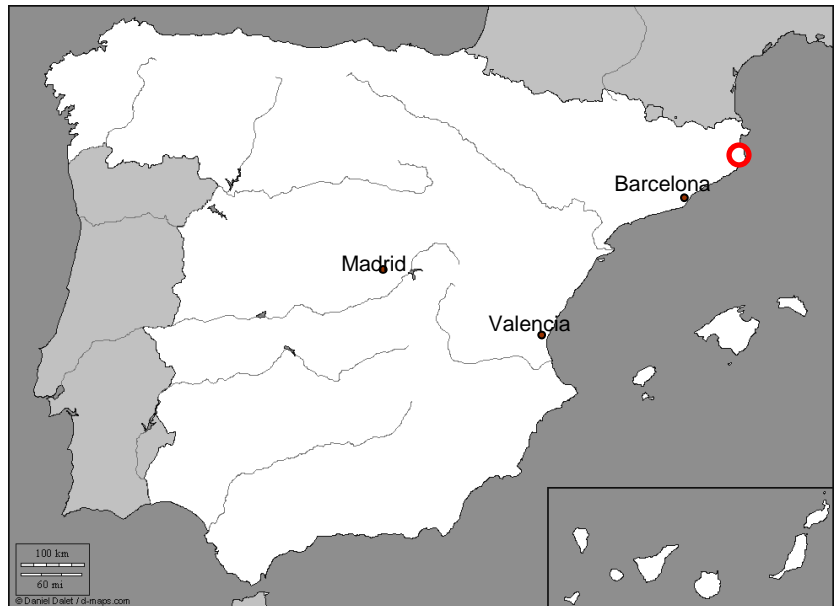 Barcelona
Madrid
Valencia
100 km
60 mi
© Daniel Dalet / d-maps.com